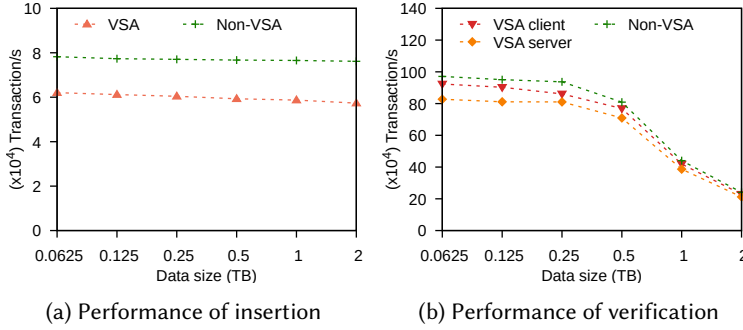 VSA
Non-VSA
(x10⁴) Transaction/s
10
8
6
4
2
0
0.0625 0.125 0.25 0.5 1 2
Data size (TB)
(a) Performance of insertion
VSA client
Non-VSA
VSA server
(x10⁴) Transaction/s
140
120
100
80
60
40
20
0
0.0625 0.125 0.25 0.5 1 2
Data size (TB)
(b) Performance of verification